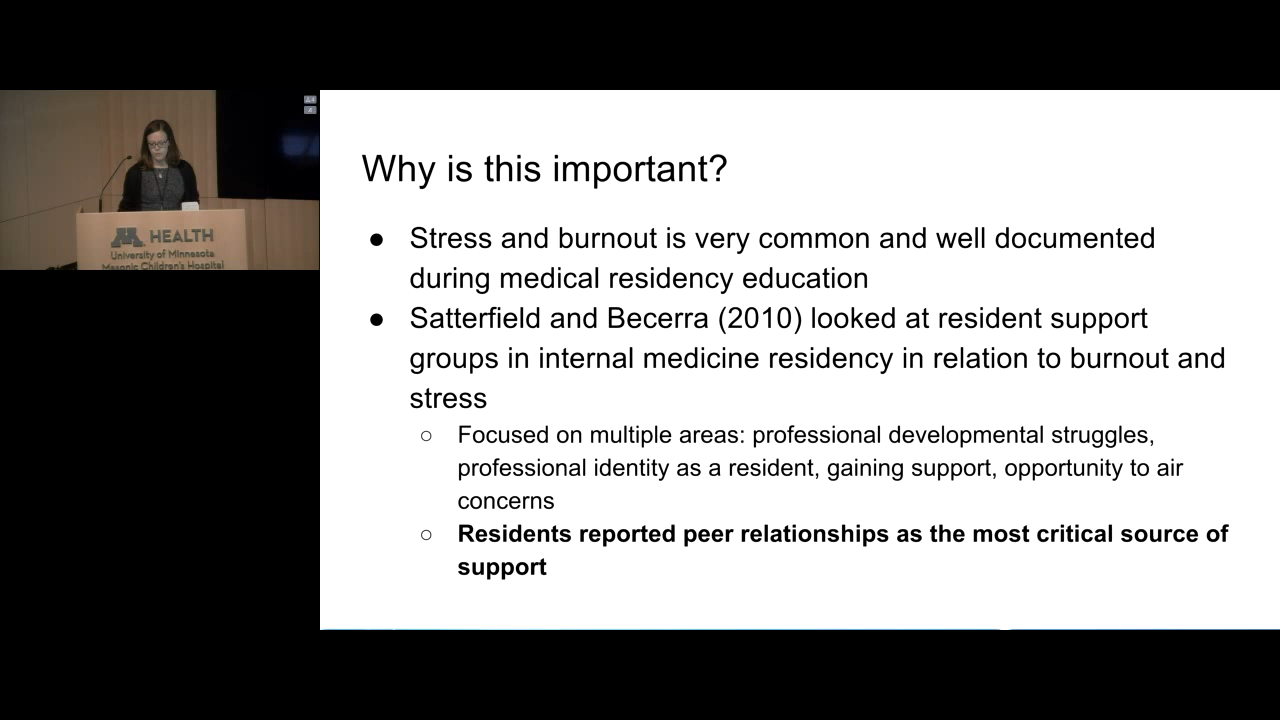 HEALTH
University of Minnesota
Masonic Children's Hospital
Why is this important?
● Stress and burnout is very common and well documented
during medical residency education
● Satterfield and Becerra (2010) looked at resident support
groups in internal medicine residency in relation to burnout and
stress
○ Focused on multiple areas: professional developmental struggles,
professional identity as a resident, gaining support, opportunity to air
concerns
○ Residents reported peer relationships as the most critical source of
support